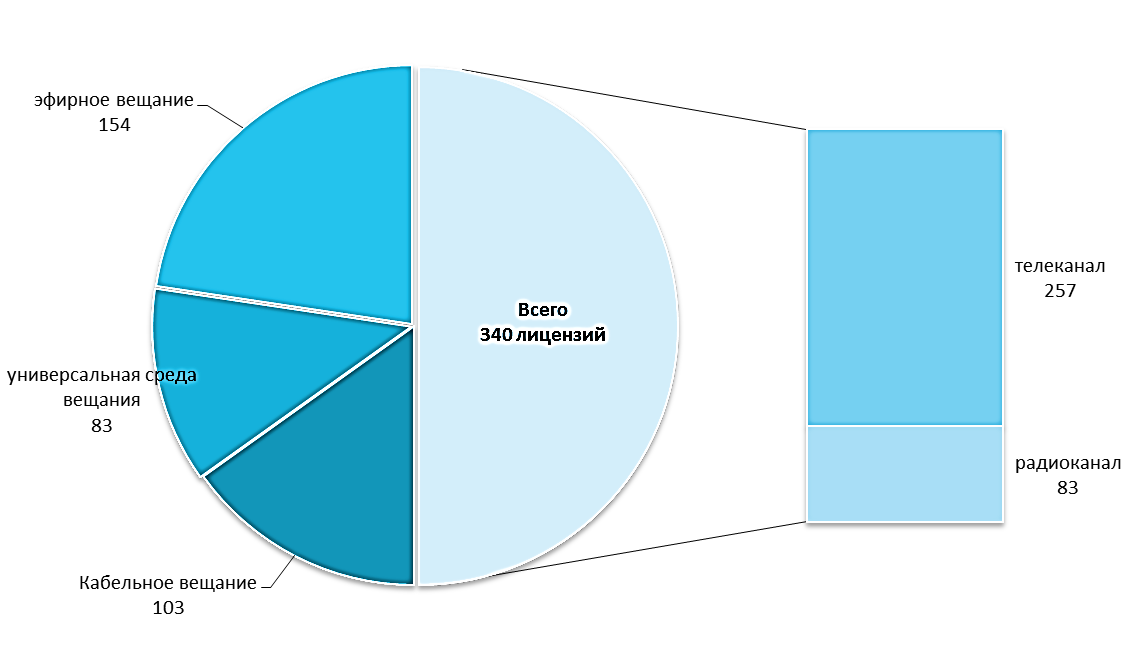 эфирное вещание
154
универсальная среда
вещания
83
Кабельное вещание
103
Всего
340 лицензий
телеканал
257
радиоканал
83